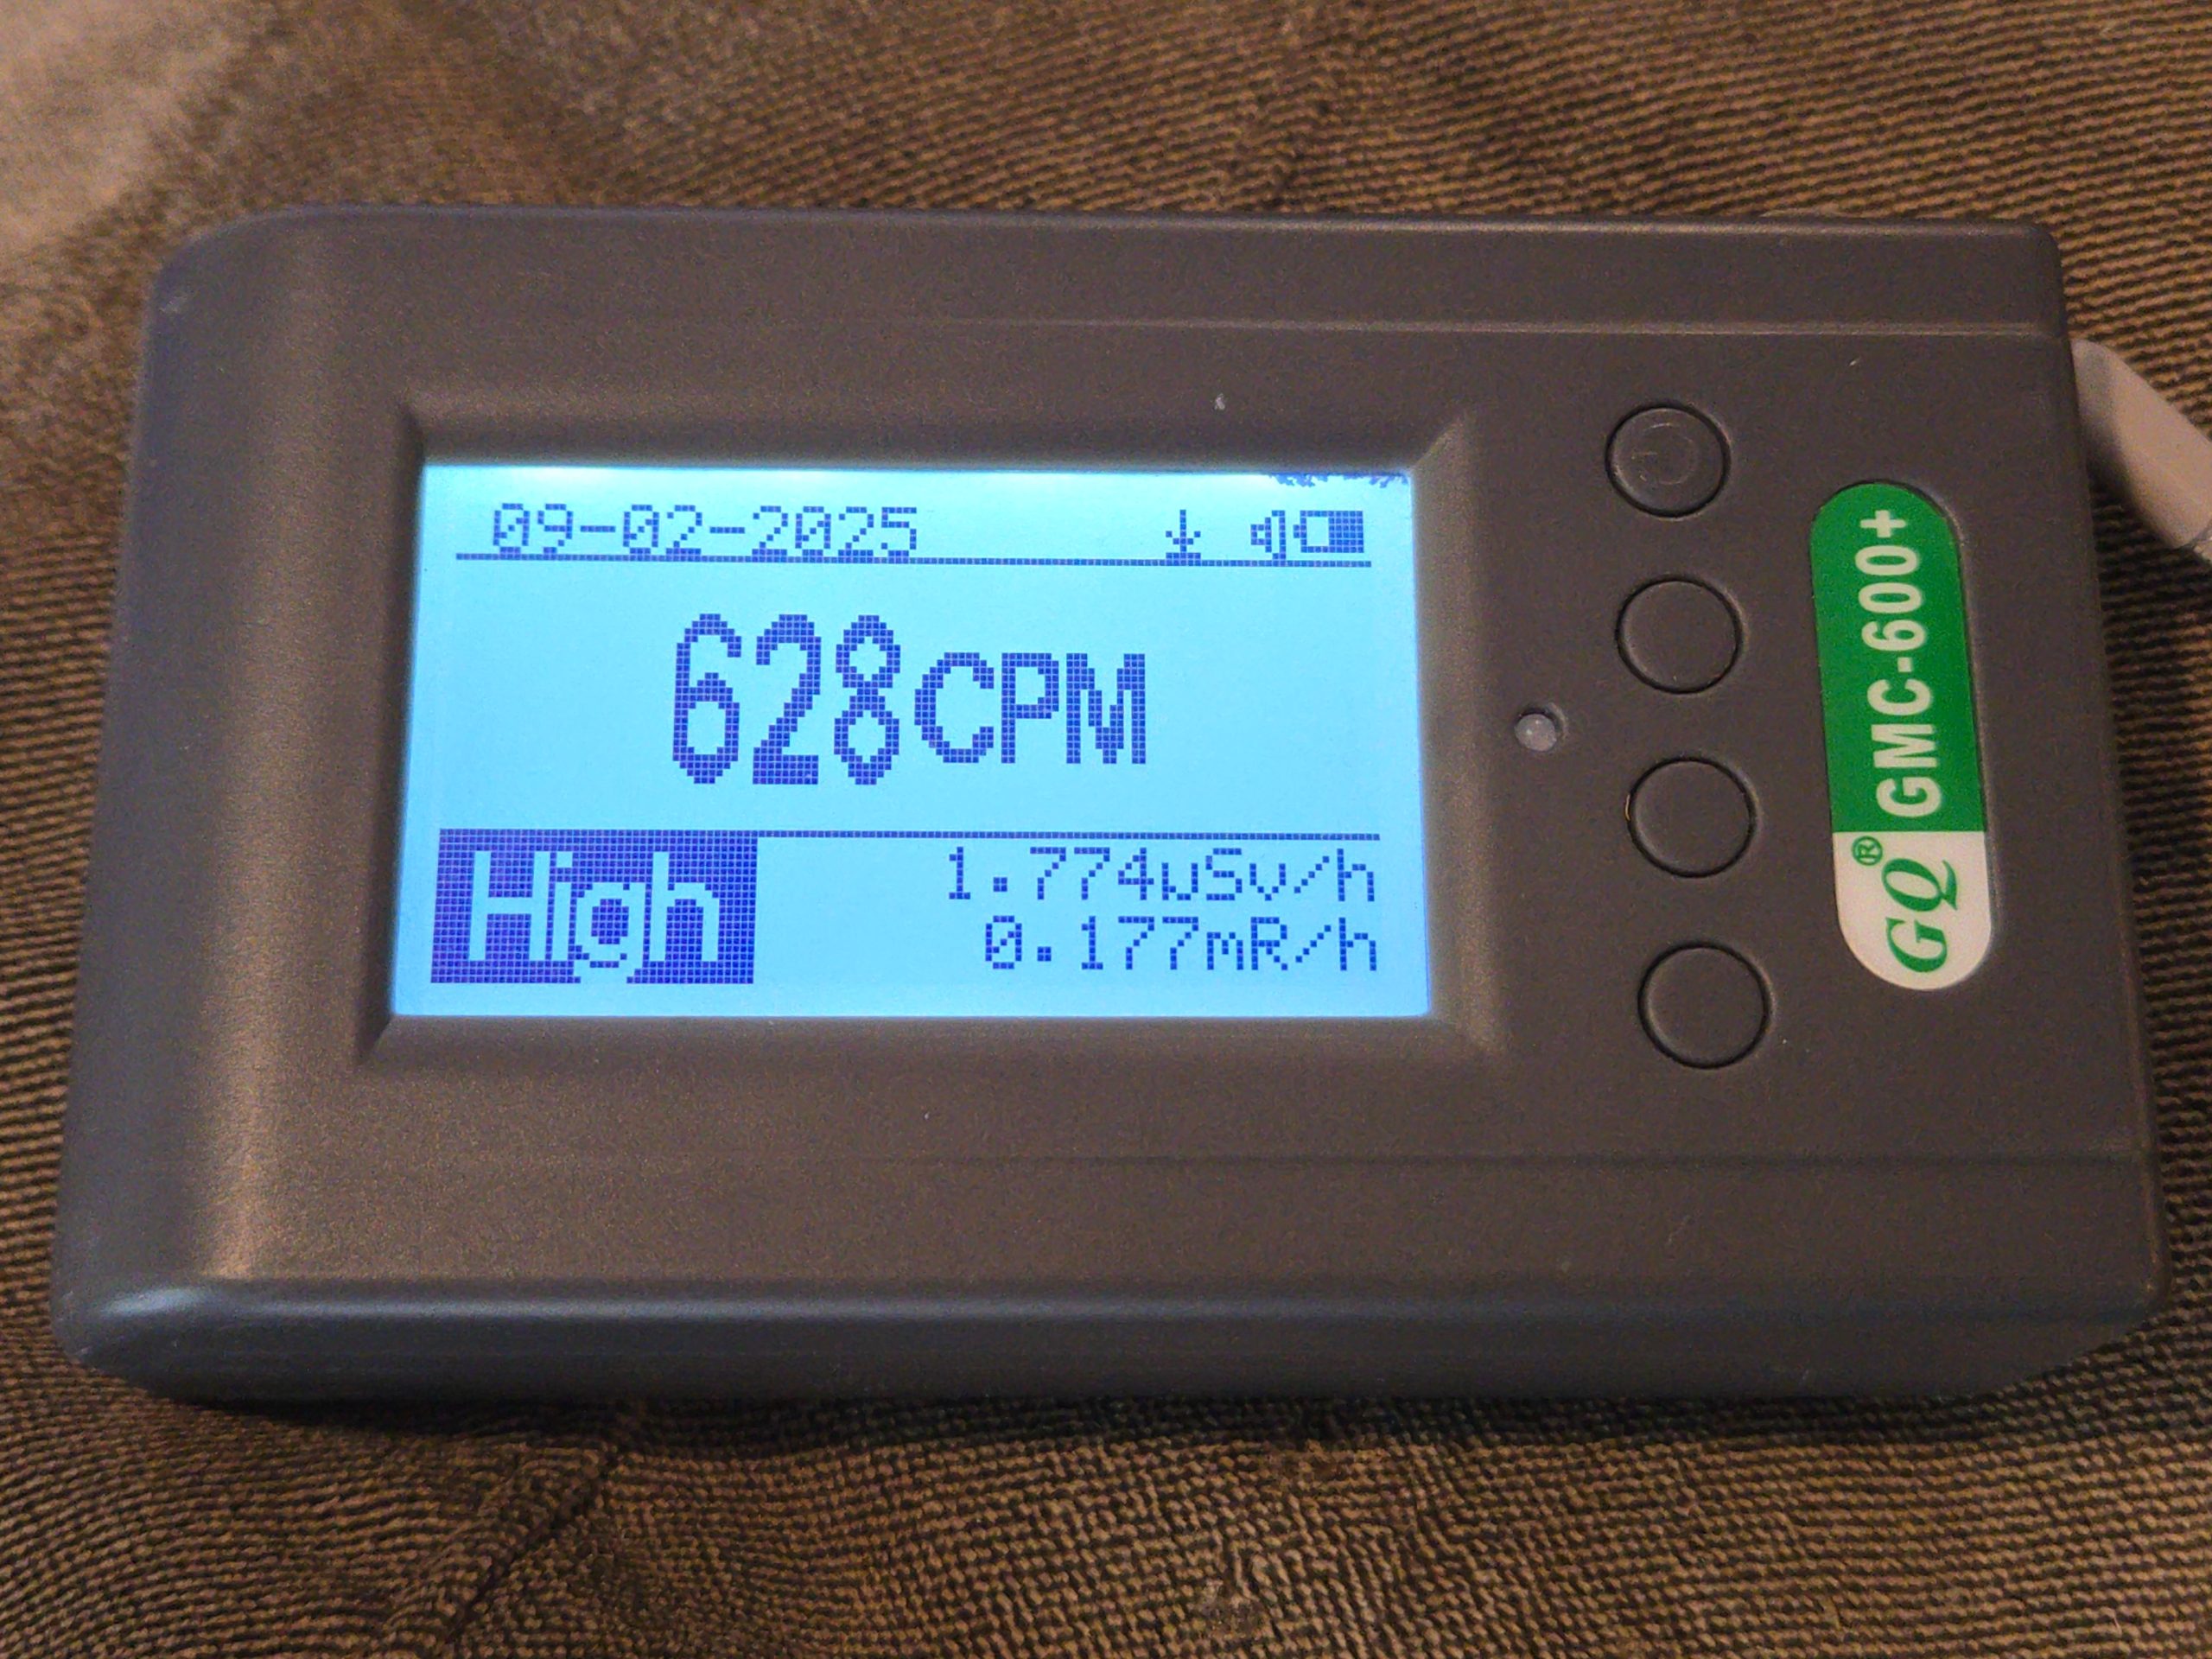 09-02-2025
628CPM
High
1.774uSv/h
0.177mR/h
GQ® GMC-600+